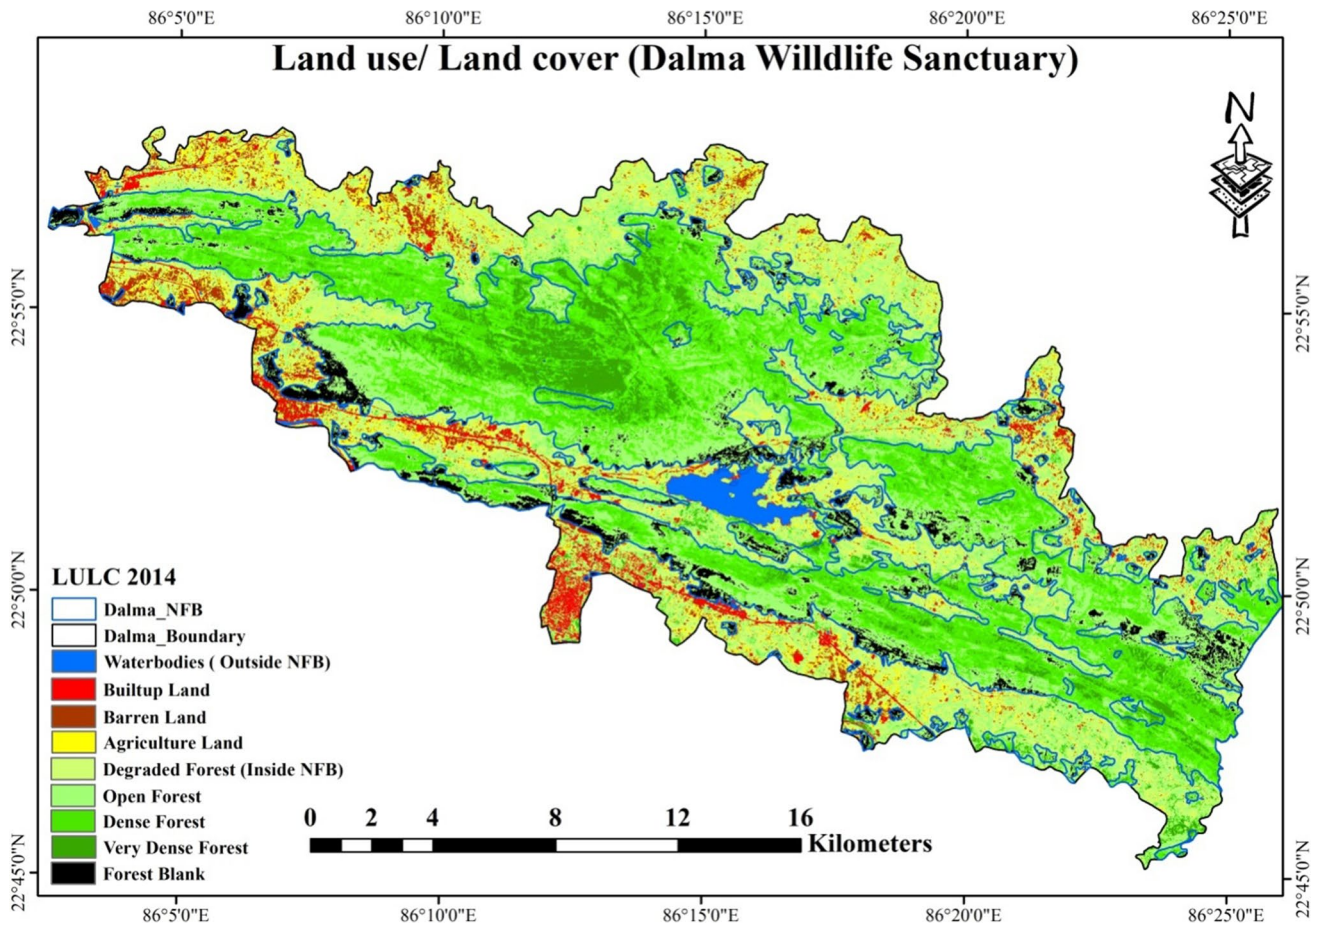 86°5'0"E 86°10'0"E 86°15'0"E 86°20'0"E 86°25'0"E
Land use/ Land cover (Dalma Willdlife Sanctuary)
N
22°55'0"N 22°55'0"N
22°50'0"N 22°50'0"N
LULC 2014
Dalma_NFB
Dalma_Boundary
Waterbodies ( Outside NFB)
Builtup Land
Barren Land
Agriculture Land
Degraded Forest (Inside NFB)
Open Forest
Dense Forest
Very Dense Forest
Forest Blank
0 2 4 8 12 16
Kilometers
22°45'0"N 22°45'0"N
86°5'0"E 86°10'0"E 86°15'0"E 86°20'0"E 86°25'0"E